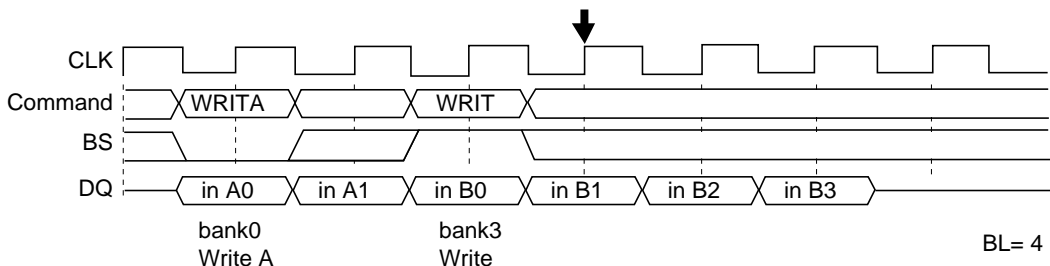 CLK
Command WRITA WRIT
BS
DQ in A0 in A1 in B0 in B1 in B2 in B3
bank0 bank3
Write A Write BL= 4